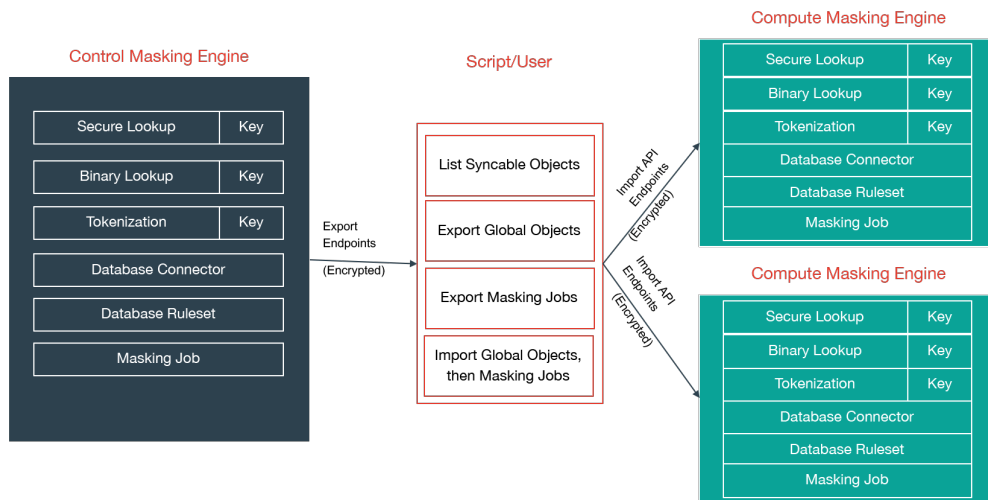 Control Masking Engine
Secure Lookup
Key
Binary Lookup
Key
Tokenization
Key
Database Connector
Database Ruleset
Masking Job
Export
Endpoints
(Encrypted)
Script/User
List Syncable Objects
Export Global Objects
Export Masking Jobs
Import Global Objects,
then Masking Jobs
Import API
Endpoints
(Encrypted)
Import API
Endpoints
(Encrypted)
Compute Masking Engine
Secure Lookup
Key
Binary Lookup
Key
Tokenization
Key
Database Connector
Database Ruleset
Masking Job
Compute Masking Engine
Secure Lookup
Key
Binary Lookup
Key
Tokenization
Key
Database Connector
Database Ruleset
Masking Job